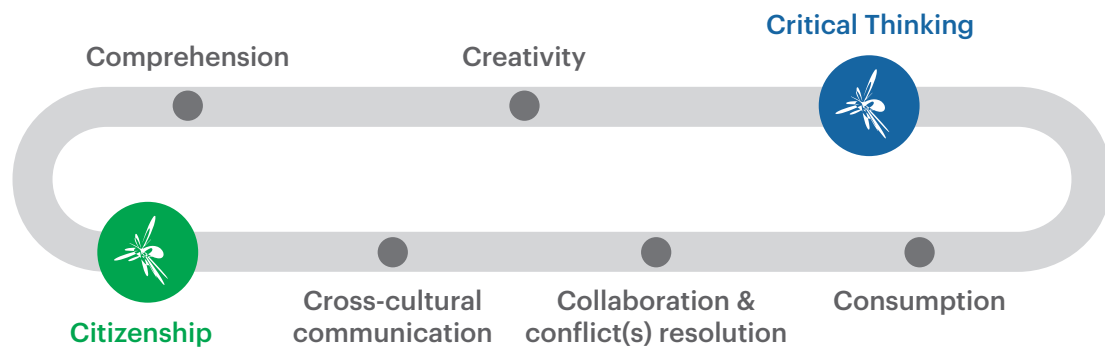 Critical Thinking
Comprehension
Creativity
Cross-cultural
communication
Collaboration &
conflict(s) resolution
Consumption
Citizenship